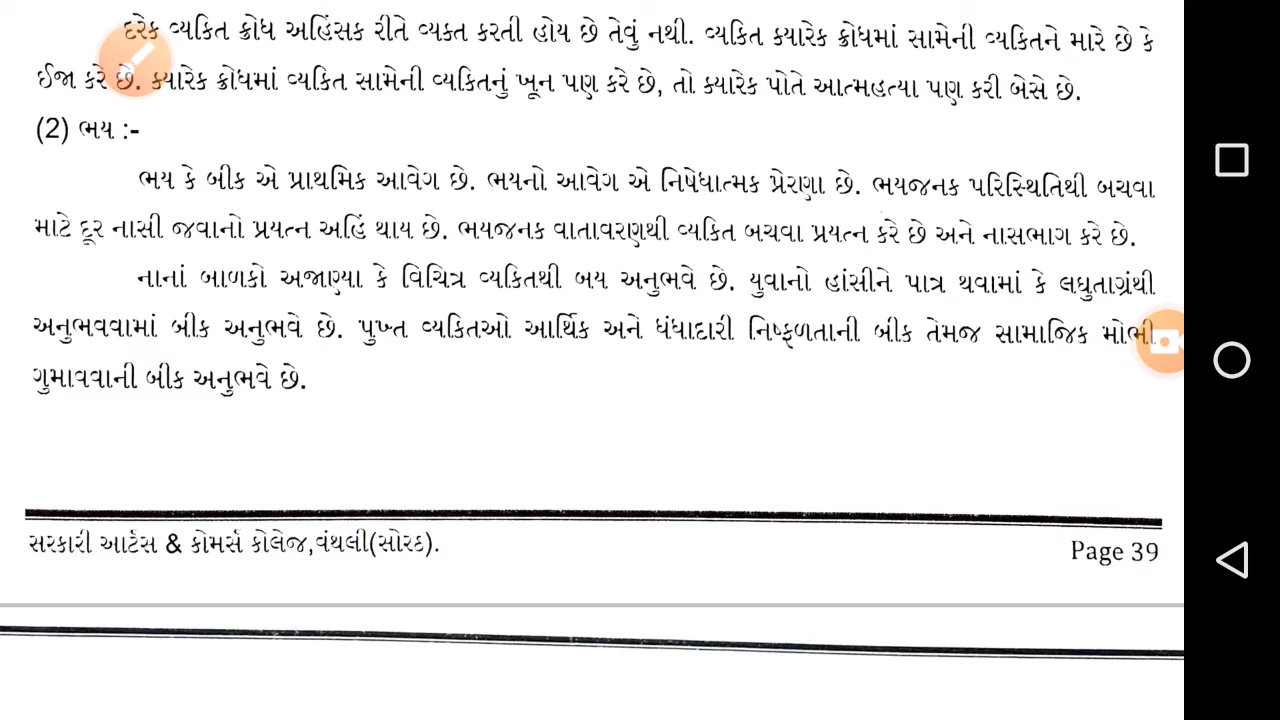 દરેક વ્યકિત ક્રોધ અહિંસક રીતે વ્યકત કરતી હોય છે તેવું નથી. વ્યકિત કયારેક ક્રોધમાં સામેની વ્યકિતને મારે છે કે
ઈજા કરે છે. કયારેક ક્રોધમાં વ્યકિત સામેની વ્યકિતનું ખૂન પણ કરે છે, તો કયારેક પોતે આત્મહત્યા પણ કરી બેસે છે.
(2) ભય :-
ભય કે બીક એ પ્રાથમિક આવેગ છે. ભયનો આવેગ એ નિષેધાત્મક પ્રેરણા છે. ભયજનક પરિસ્થિતિથી બચવા
માટે દૂર નાસી જવાનો પ્રયત્ન અહિં થાય છે. ભયજનક વાતાવરણથી વ્યકિત બચવા પ્રયત્ન કરે છે અને નાસભાગ કરે છે.
નાનાં બાળકો અજાણ્યા કે વિચિત્ર વ્યકિતથી બય અનુભવે છે. યુવાનો હાંસીને પાત્ર થવામાં કે લઘુતાગ્રંથી
અનુભવવામાં બીક અનુભવે છે. પુખ્ત વ્યકિતઓ આર્થિક અને ધંધાદારી નિષ્ફળતાની બીક તેમજ સામાજિક મોભી
ગુમાવવાની બીક અનુભવે છે.
સરકારી આર્ટસ & કોમર્સ કોલેજ,વંથલી(સોરઠ).
Page 39